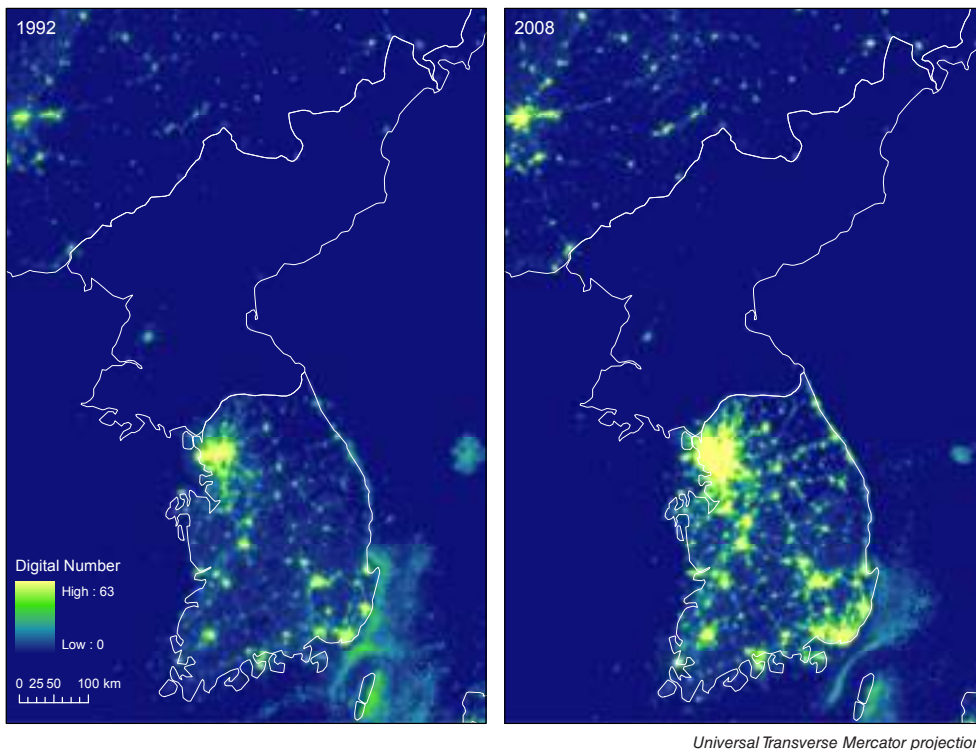 1992
2008
Digital Number
High : 63
Low : 0
0 25 50 100 km
Universal Transverse Mercator projection